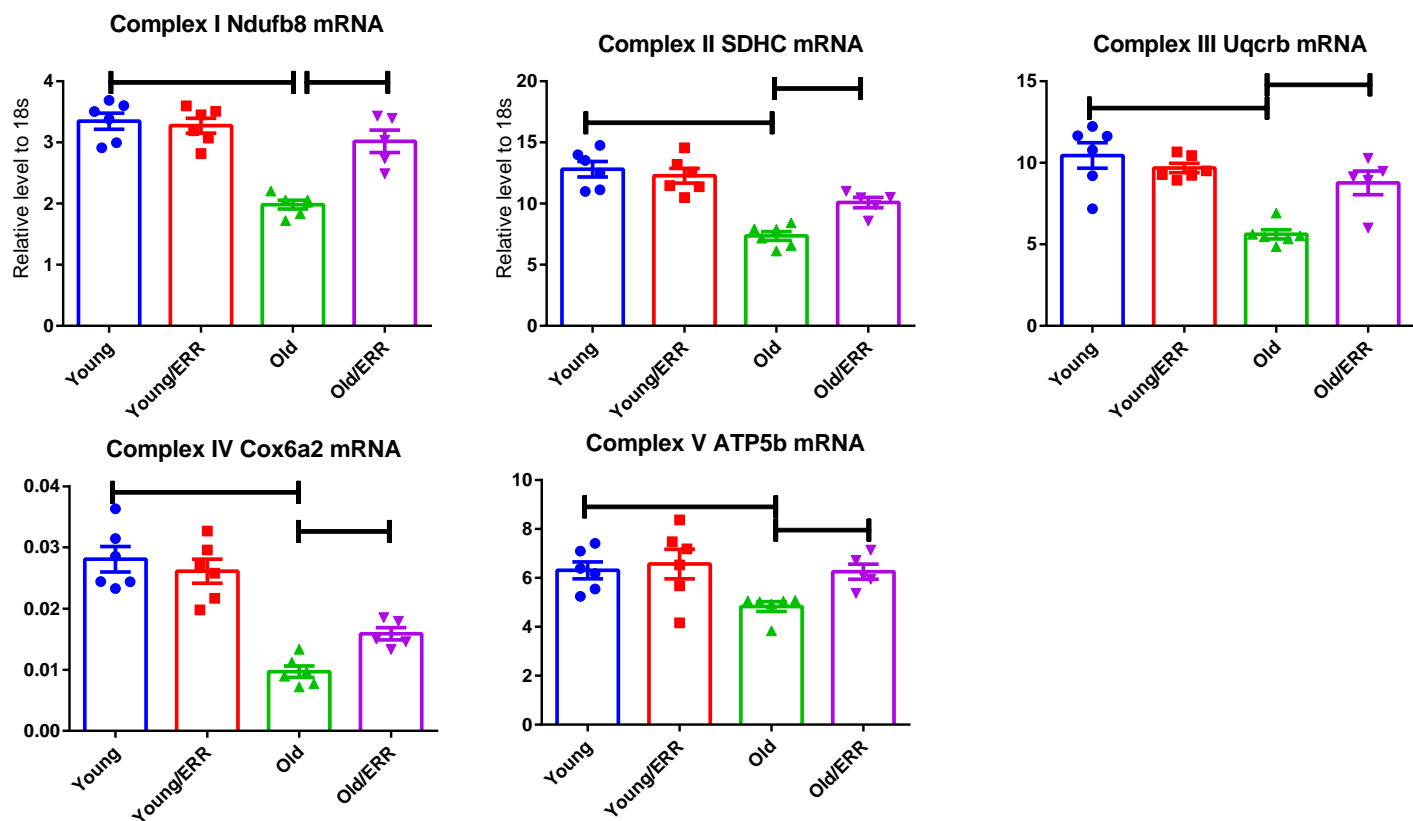 Complex I Ndufb8 mRNA
Relative level to 18s
4
3
2
1
0
Young
Young/ERR
Old
Old/ERR
Complex II SDHC mRNA
Relative level to 18s
20
15
10
5
0
Young
Young/ERR
Old
Old/ERR
Complex III Uqcrb mRNA
15
10
5
0
Young
Young/ERR
Old
Old/ERR
Complex IV Cox6a2 mRNA
0.04
0.03
0.02
0.01
0.00
Young
Young/ERR
Old
Old/ERR
Complex V ATP5b mRNA
10
8
6
4
2
0
Young
Young/ERR
Old
Old/ERR